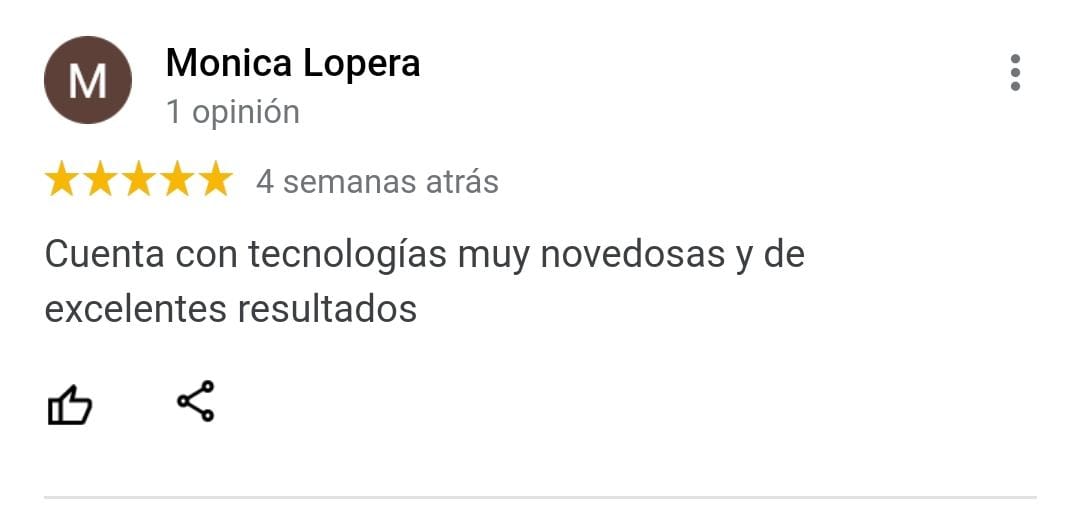 M
Monica Lopera
1 opinión
4 semanas atrás
Cuenta con tecnologías muy novedosas y de
excelentes resultados